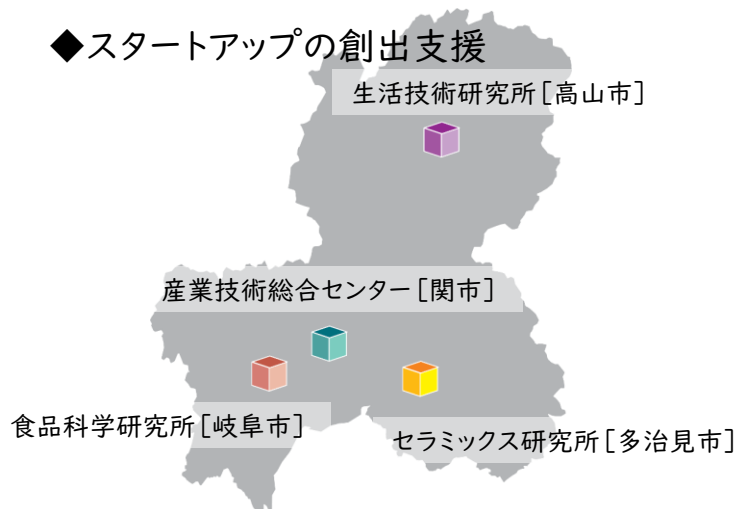 ◆スタートアップの創出支援
生活技術研究所[高山市]
産業技術総合センター[関市]
食品科学研究所[岐阜市]
セラミックス研究所[多治見市]